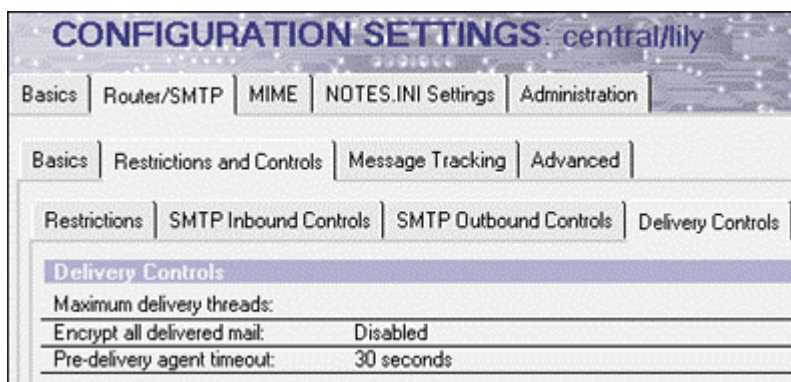 CONFIGURATION SETTINGS: central/lily
Basics Router/SMTP MIME NOTES.INI Settings Administration
Basics Restrictions and Controls Message Tracking Advanced
Restrictions SMTP Inbound Controls SMTP Outbound Controls Delivery Controls
Delivery Controls
Maximum delivery threads:
Encrypt all delivered mail: Disabled
Pre-delivery agent timeout: 30 seconds